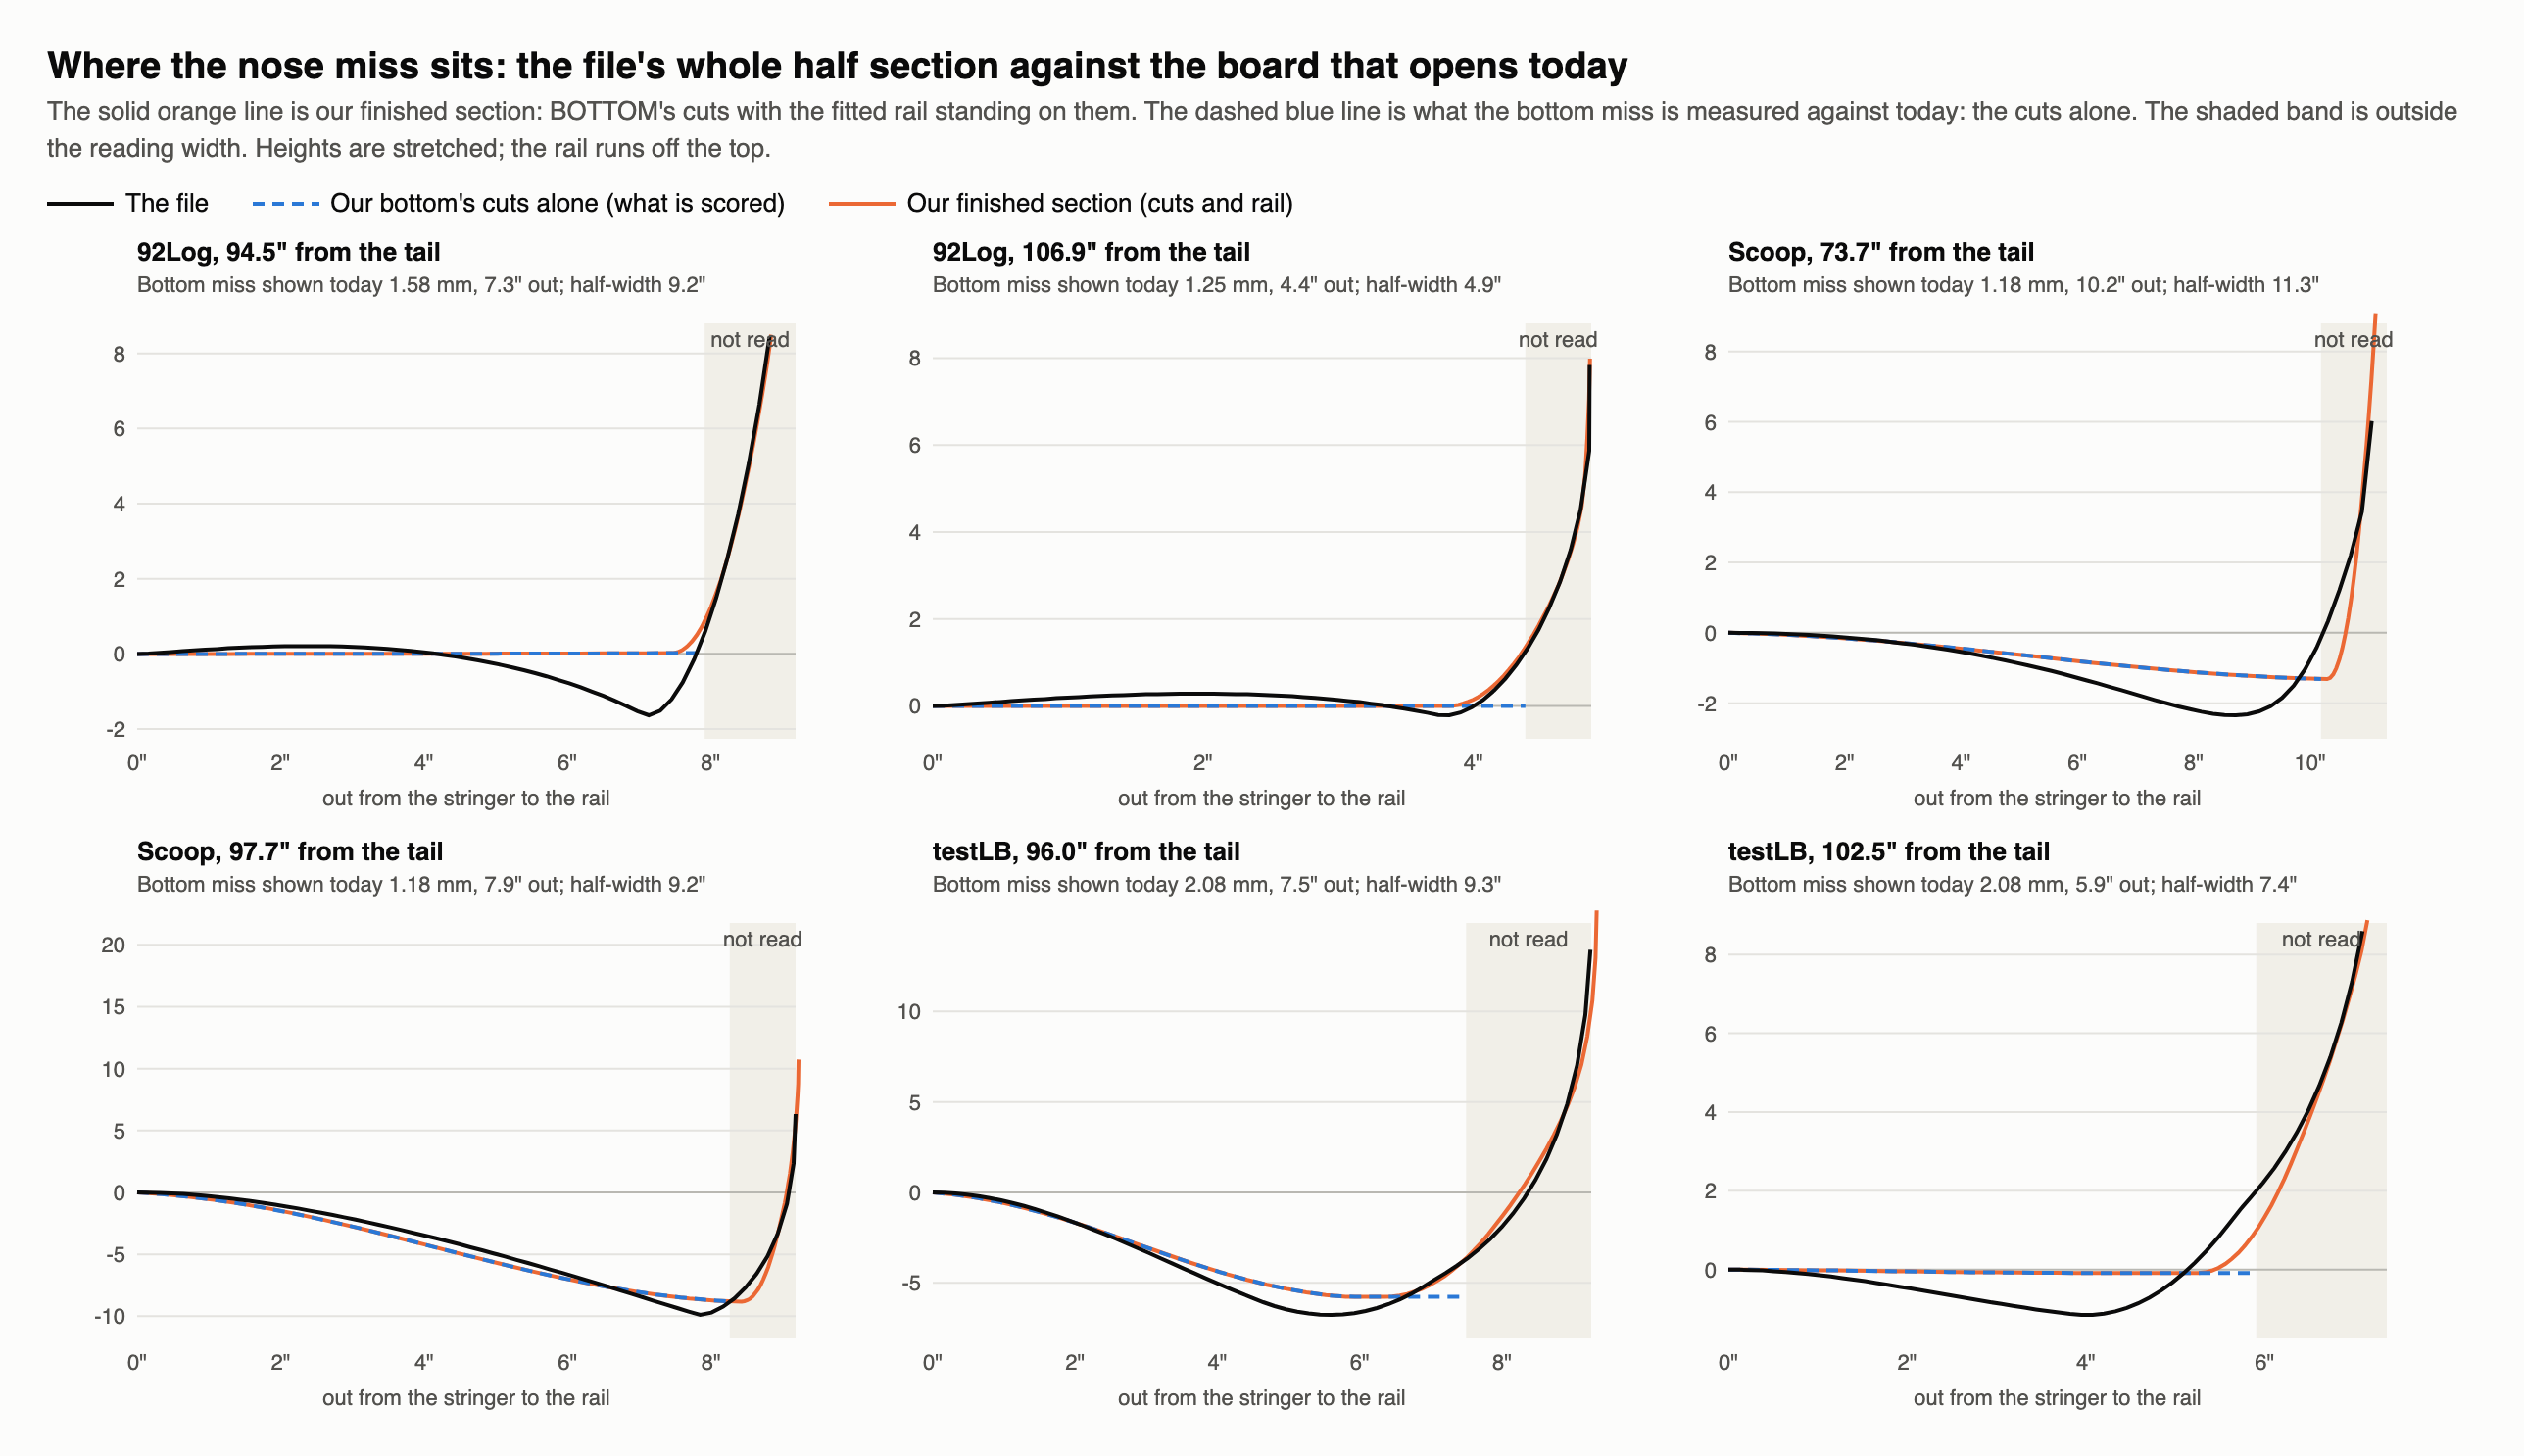 Where the nose miss sits: the file's whole half section against the board that opens today
The solid orange line is our finished section: BOTTOM's cuts with the fitted rail standing on them. The dashed blue line is what the bottom miss is measured against today: the cuts alone. The shaded band is outside
the reading width. Heights are stretched; the rail runs off the top.
The file
Our bottom's cuts alone (what is scored)
Our finished section (cuts and rail)
92Log, 94.5" from the tail
Bottom miss shown today 1.58 mm, 7.3" out; half-width 9.2"
not read
8
6
4
2
0
-2
0" 2" 4" 6" 8"
out from the stringer to the rail
92Log, 106.9" from the tail
Bottom miss shown today 1.25 mm, 4.4" out; half-width 4.9"
not read
8
6
4
2
0
0" 2" 4"
out from the stringer to the rail
Scoop, 73.7" from the tail
Bottom miss shown today 1.18 mm, 10.2" out; half-width 11.3"
not read
8
6
4
2
0
-2
0" 2" 4" 6" 8" 10"
out from the stringer to the rail
Scoop, 97.7" from the tail
Bottom miss shown today 1.18 mm, 7.9" out; half-width 9.2"
not read
20
15
10
5
0
-5
-10
0" 2" 4" 6" 8"
out from the stringer to the rail
testLB, 96.0" from the tail
Bottom miss shown today 2.08 mm, 7.5" out; half-width 9.3"
not read
10
5
0
-5
0" 2" 4" 6" 8"
out from the stringer to the rail
testLB, 102.5" from the tail
Bottom miss shown today 2.08 mm, 5.9" out; half-width 7.4"
not read
8
6
4
2
0
0" 2" 4" 6"
out from the stringer to the rail